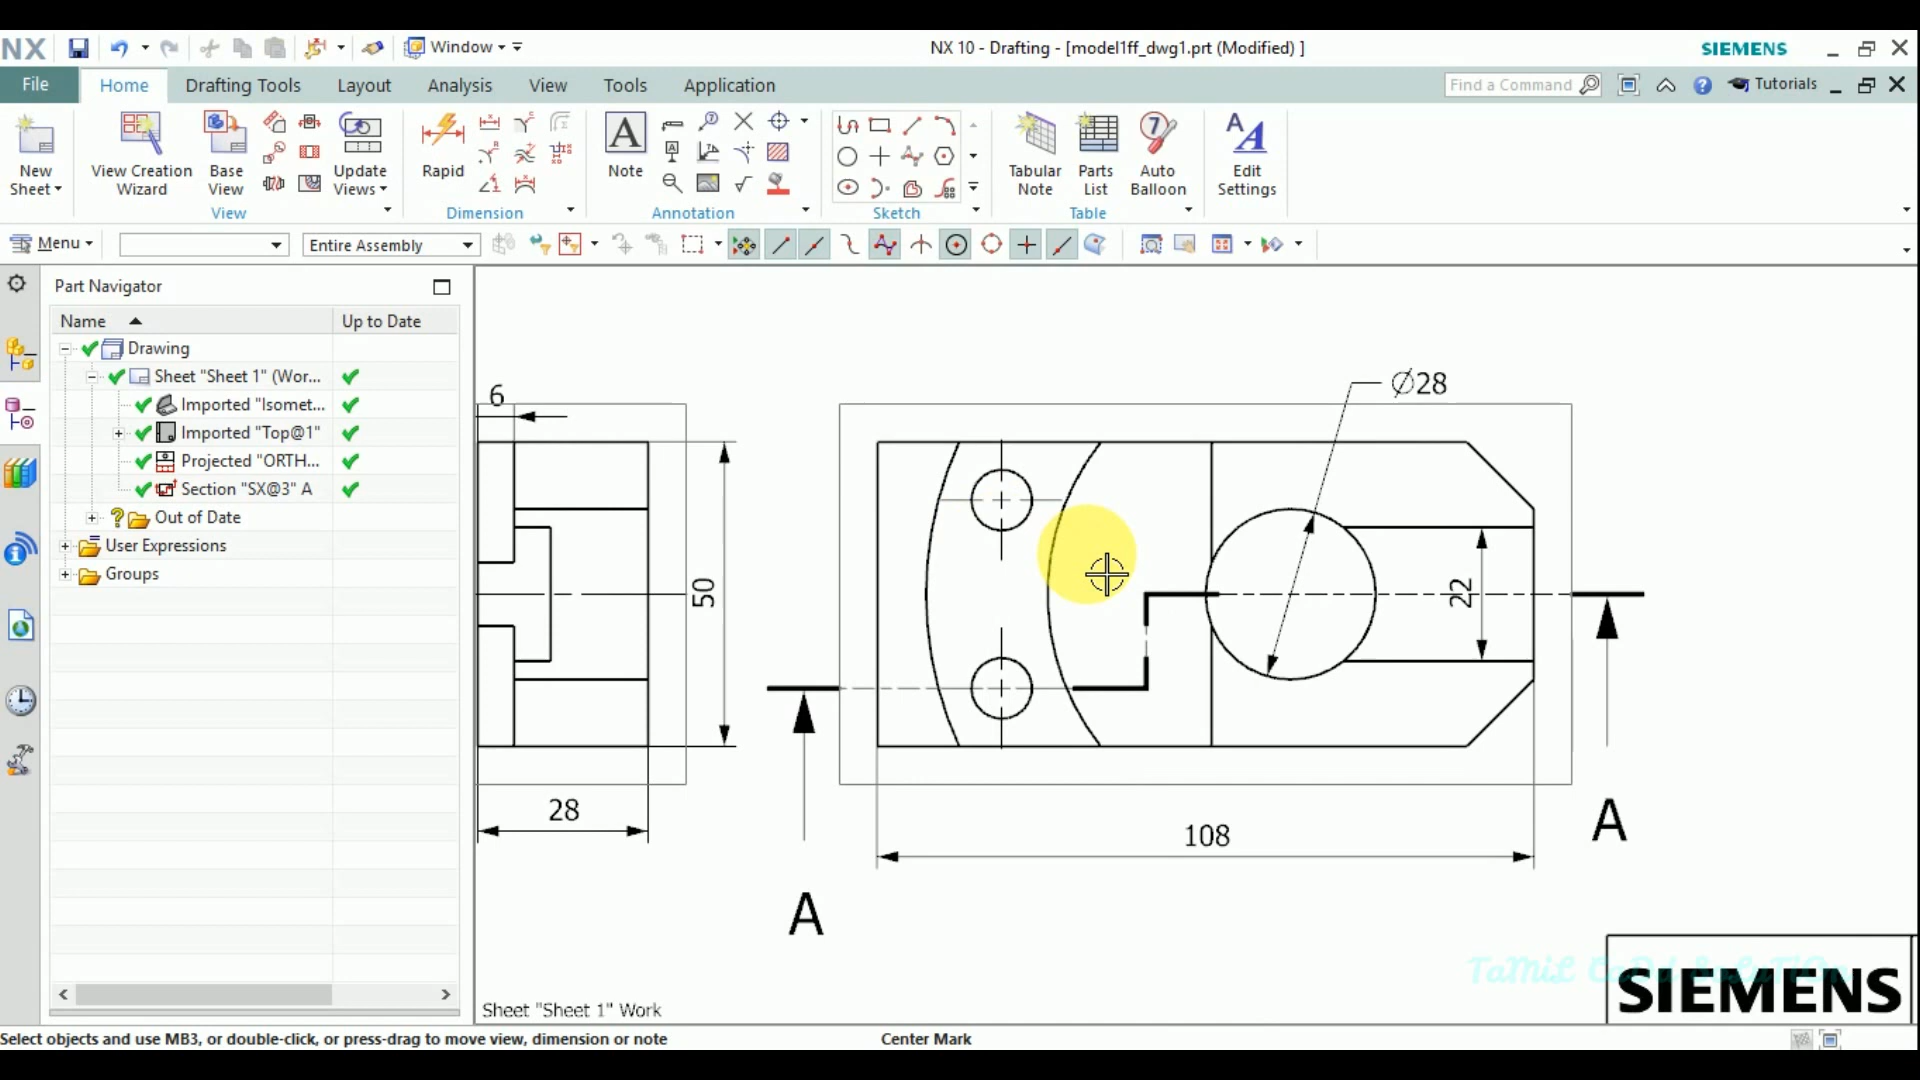 NX Window NX 10 - Drafting - [model1ff_dwg1.prt (Modified) ] SIEMENS
File Home Drafting Tools Layout Analysis View Tools Application Find a Command Tutorials
New Sheet
View Creation Wizard
Base View
Update Views
Rapid
Note
Tabular Note
Parts List
Auto Balloon
Edit Settings
View Dimension Annotation Sketch Table
Menu Entire Assembly
Part Navigator
Name Up to Date
Drawing
Sheet "Sheet 1" (Wor...
Imported "Isomet...
Imported "Top@1"
Projected "ORTH...
Section "SX@3" A
Out of Date
User Expressions
Groups
6
50
28
Ø28
22
108
A
A
TaMiL CaDd SoLuTiOn
SIEMENS
Sheet "Sheet 1" Work
Select objects and use MB3, or double-click, or press-drag to move view, dimension or note Center Mark